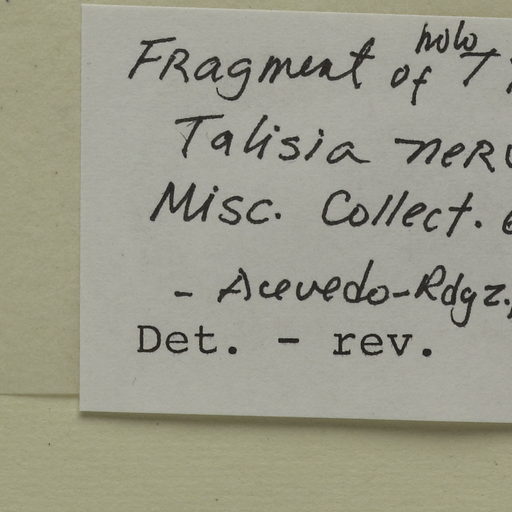 Fragment of holo
Talisia
Misc. Collect.
- Acevedo-Rdgz.,
Det. - rev.